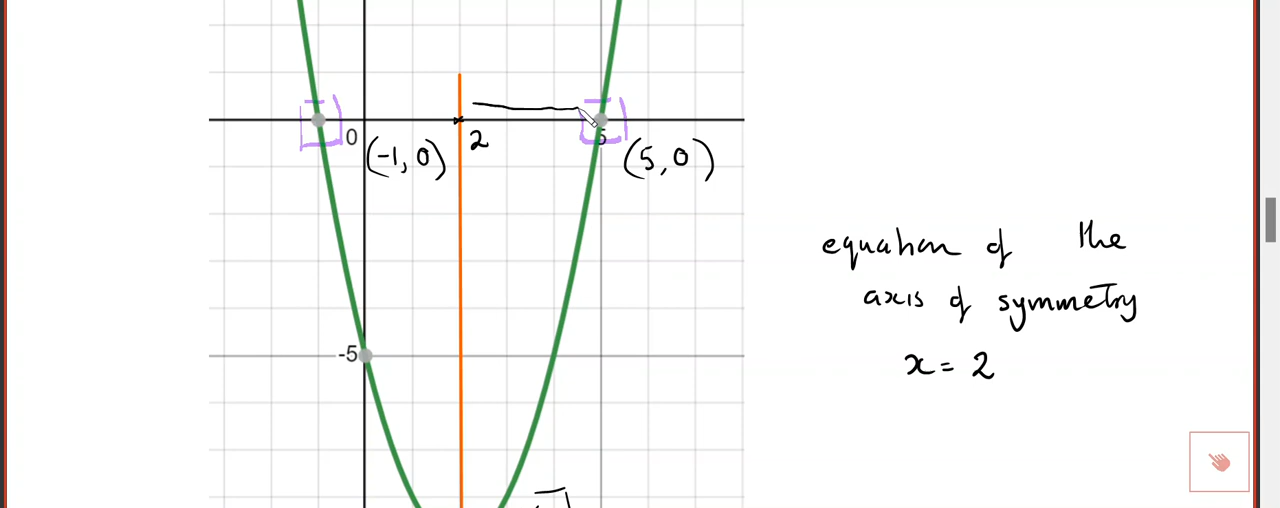 0
2
5
(-1, 0)
(5, 0)
equation of the
axis of symmetry
x = 2
-5